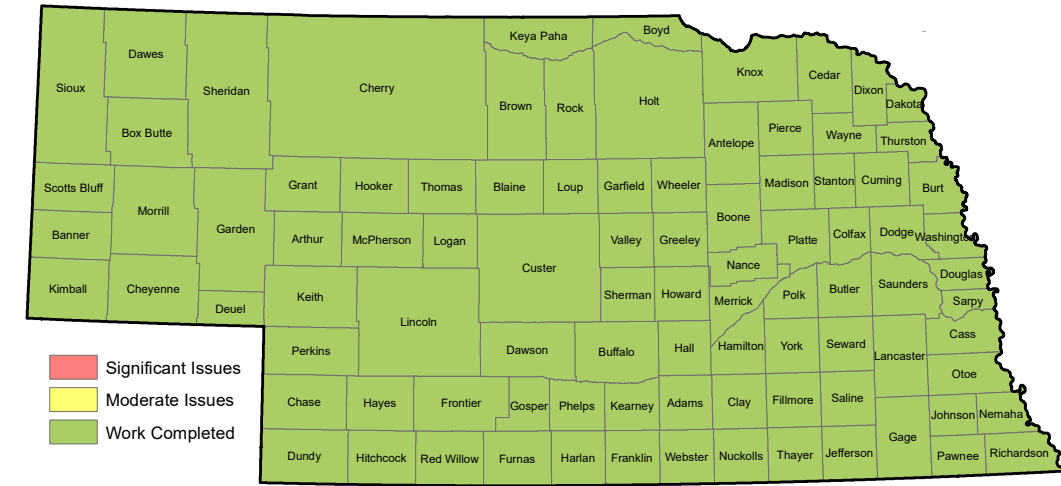 Keya Paha
Boyd
Dawes
Sioux
Sheridan
Cherry
Knox
Cedar
Dixon
Dakota
Brown
Rock
Holt
Box Butte
Antelope
Pierce
Wayne
Thurston
Scotts Bluff
Grant
Hooker
Thomas
Blaine
Loup
Garfield
Wheeler
Madison
Stanton
Cuming
Burt
Morrill
Garden
Boone
Banner
Arthur
McPherson
Logan
Custer
Valley
Greeley
Platte
Colfax
Dodge
Washington
Nance
Kimball
Cheyenne
Deuel
Keith
Lincoln
Sherman
Howard
Merrick
Polk
Butler
Saunders
Douglas
Sarpy
Perkins
Dawson
Buffalo
Hall
Hamilton
York
Seward
Lancaster
Cass
Otoe
Significant Issues
Moderate Issues
Work Completed
Chase
Hayes
Frontier
Gosper
Phelps
Kearney
Adams
Clay
Fillmore
Saline
Gage
Johnson
Nemaha
Dundy
Hitchcock
Red Willow
Furnas
Harlan
Franklin
Webster
Nuckolls
Thayer
Jefferson
Pawnee
Richardson